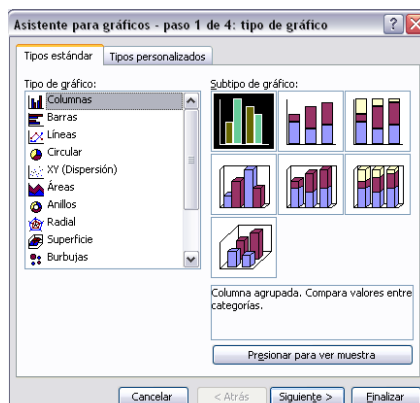 Asistente para gráficos - paso 1 de 4: tipo de gráfico
Tipos estándar
Tipos personalizados
Tipo de gráfico:
Columnas
Barras
Líneas
Circular
XY (Dispersión)
Áreas
Anillos
Radial
Superficie
Burbujas
Subtipo de gráfico:
Columna agrupada. Compara valores entre
categorías.
Presionar para ver muestra
Cancelar
< Atrás
Siguiente >
Finalizar